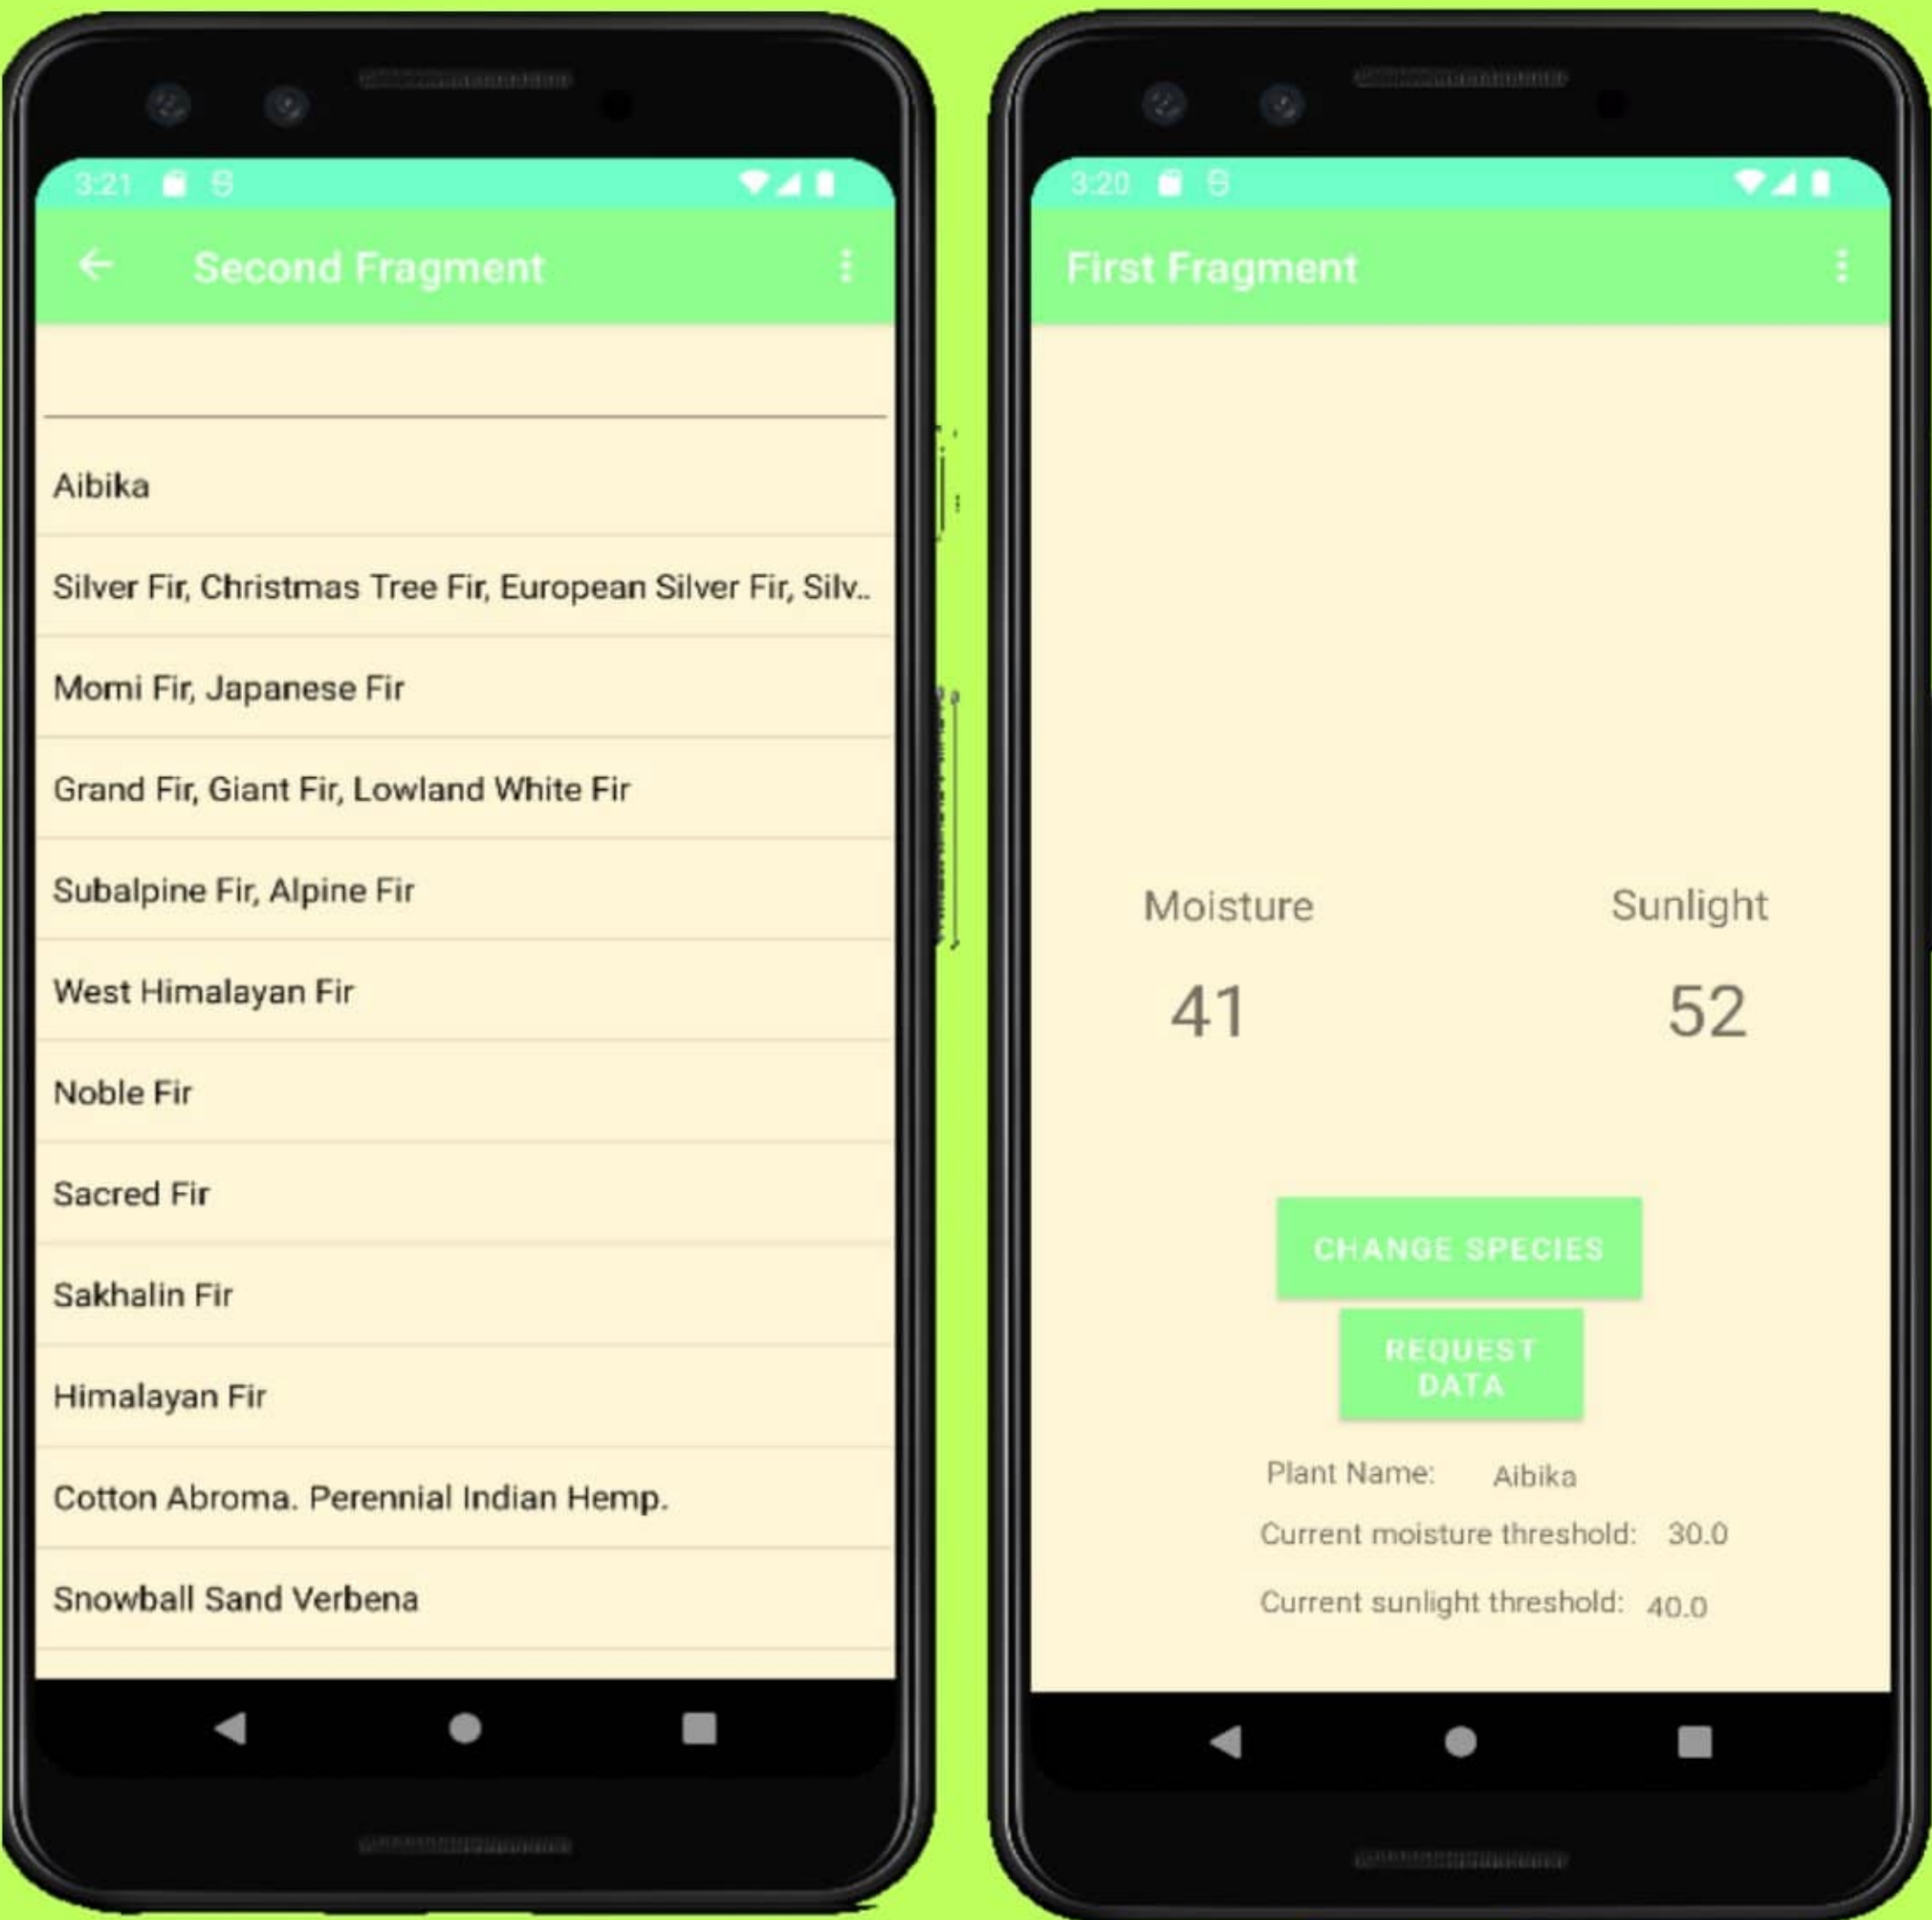 3:21
Second Fragment
Aibika
Silver Fir, Christmas Tree Fir, European Silver Fir, Silv..
Momi Fir, Japanese Fir
Grand Fir, Giant Fir, Lowland White Fir
Subalpine Fir, Alpine Fir
West Himalayan Fir
Noble Fir
Sacred Fir
Sakhalin Fir
Himalayan Fir
Cotton Abroma. Perennial Indian Hemp.
Snowball Sand Verbena
3:20
First Fragment
Moisture Sunlight
41 52
CHANGE SPECIES
REQUEST
DATA
Plant Name: Aibika
Current moisture threshold: 30.0
Current sunlight threshold: 40.0